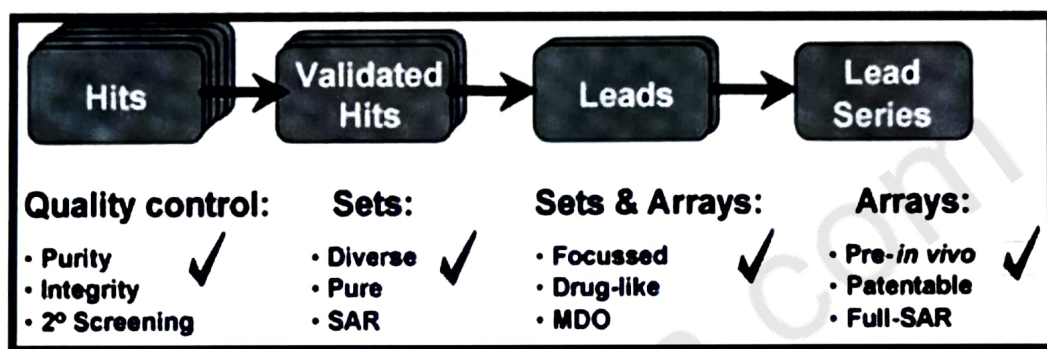 Hits
Validated
Hits
Leads
Lead
Series
Quality control:
• Purity
• Integrity
• 2º Screening
Sets:
• Diverse
• Pure
• SAR
Sets & Arrays:
• Focussed
• Drug-like
• MDO
Arrays:
• Pre-in vivo
• Patentable
• Full-SAR